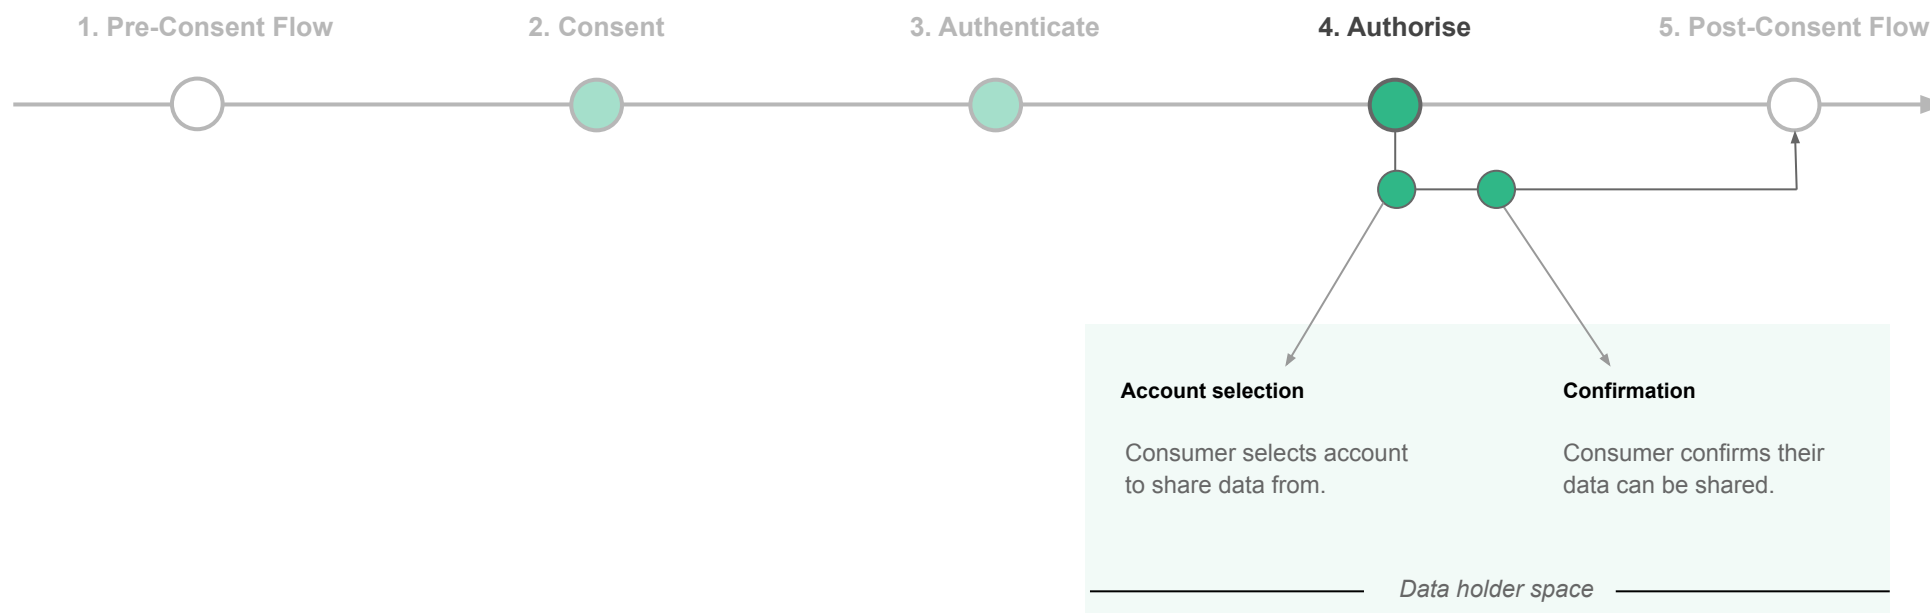 1. Pre-Consent Flow
2. Consent
3. Authenticate
4. Authorise
5. Post-Consent Flow
Account selection
Consumer selects account
to share data from.
Confirmation
Consumer confirms their
data can be shared.
Data holder space